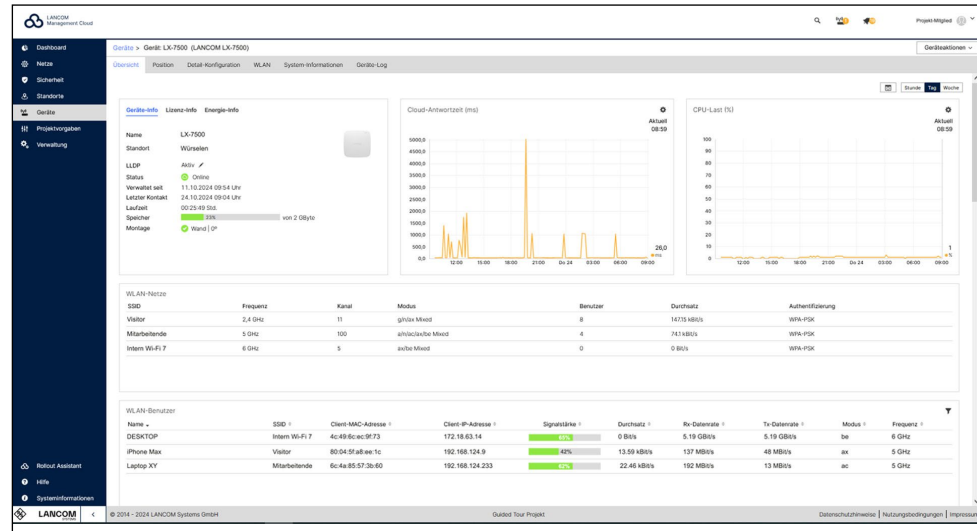 LANCOM
Management Cloud
Projekt-Mitglied
Dashboard
Netze
Sicherheit
Standorte
Geräte
Projektvorgaben
Verwaltung
Rollout Assistant
Hilfe
Systeminformationen
LANCOM
SYSTEMS
Geräte > Gerät: LX-7500 (LANCOM LX-7500)
Geräteaktionen
Übersicht Position Detail-Konfiguration WLAN System-Informationen Geräte-Log
Stunde Tag Woche
Geräte-Info Lizenz-Info Energie-Info
Name LX-7500
Standort Würselen
LLDP Aktiv
Status Online
Verwaltet seit 11.10.2024 09:54 Uhr
Letzter Kontakt 24.10.2024 09:04 Uhr
Laufzeit 00:25:49 Std.
Speicher 33% von 2 GByte
Montage Wand | 0°
Cloud-Antwortzeit (ms)
Aktuell
08:59
5000,0
4500,0
4000,0
3500,0
3000,0
2500,0
2000,0
1500,0
1000,0
500,0
0,0
26,0
ms
12:00 15:00 18:00 21:00 Do 24 03:00 06:00 09:00
CPU-Last (%)
Aktuell
08:59
100
90
80
70
60
50
40
30
20
10
0
1
%
12:00 15:00 18:00 21:00 Do 24 03:00 06:00 09:00
WLAN-Netze
SSID Frequenz Kanal Modus Benutzer Durchsatz Authentifizierung
Visitor 2,4 GHz 11 g/n/ax Mixed 8 147.15 kBit/s WPA-PSK
Mitarbeitende 5 GHz 100 a/n/ac/ax/be Mixed 4 74.1 kBit/s WPA-PSK
Intern Wi-Fi 7 6 GHz 5 ax/be Mixed 0 0 Bit/s WPA-PSK
WLAN-Benutzer
Name SSID Client-MAC-Adresse Client-IP-Adresse Signalstärke Durchsatz Rx-Datenrate Tx-Datenrate Modus Frequenz
DESKTOP Intern Wi-Fi 7 4c:49:6c:ec:9f:73 172.18.63.14 0 Bits/s 5.19 GBit/s 5.19 GBit/s be 6 GHz
iPhone Max Visitor 80:04:5f:a8:ee:1c 192.168.124.9 42% 13.59 kBit/s 137 MBit/s 48 MBit/s ax 5 GHz
Laptop XY Mitarbeitende 6c:4a:85:57:3b:60 192.168.124.233 62% 22.46 kBit/s 192 MBit/s 13 MBit/s ac 5 GHz
© 2014 - 2024 LANCOM Systems GmbH
Guided Tour Projekt
Datenschutzhinweise | Nutzungsbedingungen | Impressum